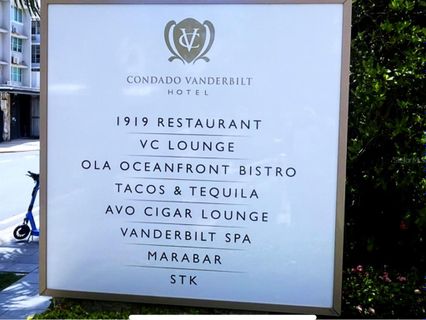 VC
CONDADO VANDERBILT
HOTEL
1919 RESTAURANT
VC LOUNGE
OLA OCEANFRONT BISTRO
TACOS & TEQUILA
AVO CIGAR LOUNGE
VANDERBILT SPA
MARABAR
STK